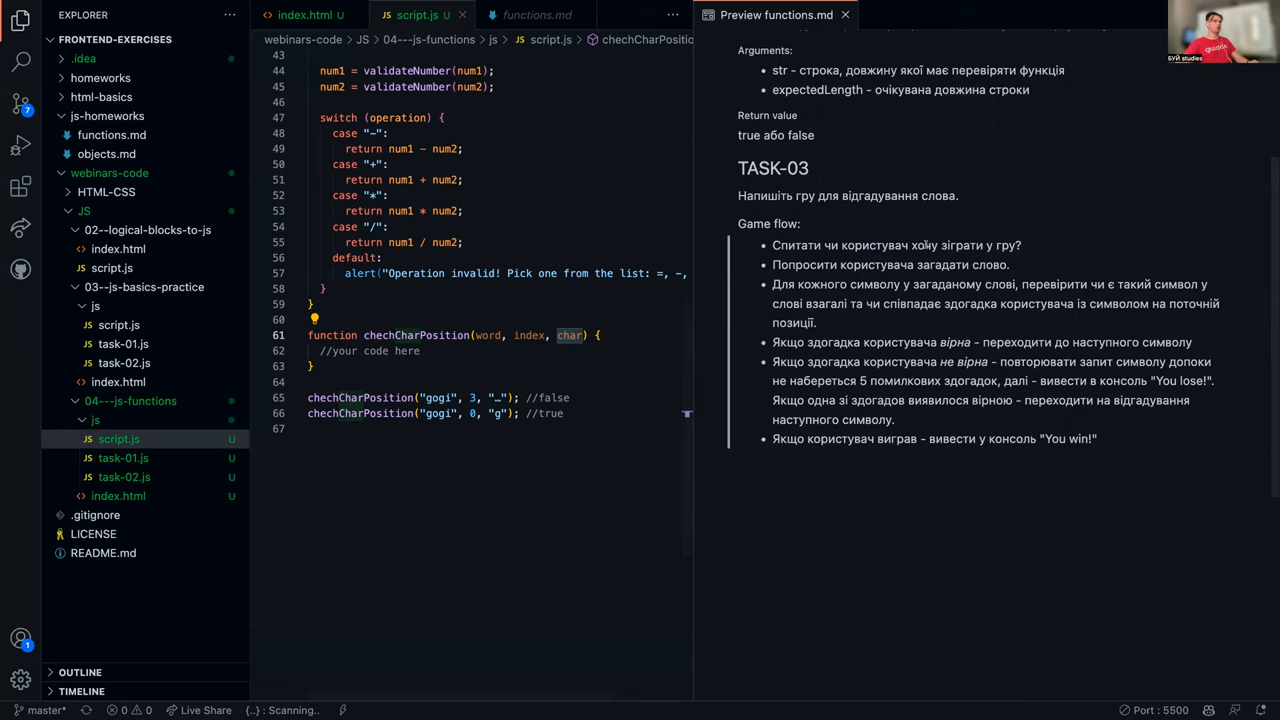 EXPLORER
FRONTEND-EXERCISES
.idea
homeworks
html-basics
js-homeworks
functions.md
objects.md
webinars-code
HTML-CSS
JS
02--logical-blocks-to-js
index.html
script.js
03--js-basics-practice
js
script.js
task-01.js
task-02.js
index.html
04---js-functions
js
script.js U
task-01.js U
task-02.js U
index.html U
.gitignore
LICENSE
README.md
OUTLINE
TIMELINE
7
1
index.html U
script.js U
functions.md
webinars-code > JS > 04---js-functions > js > script.js > chechCharPositio
43
44 num1 = validateNumber(num1);
45 num2 = validateNumber(num2);
46
47 switch (operation) {
48 case "-":
49 return num1 - num2;
50 case "+":
51 return num1 + num2;
52 case "*":
53 return num1 * num2;
54 case "/":
55 return num1 / num2;
56 default:
57 alert("Operation invalid! Pick one from the list: =, -,
58 }
59 }
60
61 function chechCharPosition(word, index, char) {
62 //your code here
63 }
64
65 chechCharPosition("gogi", 3, "…"); //false
66 chechCharPosition("gogi", 0, "g"); //true
67
Preview functions.md
Arguments:
• str - строка, довжину якої має перевіряти функція
• expectedLength - очікувана довжина строки
Return value
true або false
TASK-03
Напишіть гру для відгадування слова.
Game flow:
• Спитати чи користувач хочу зіграти у гру?
• Попросити користувача загадати слово.
• Для кожного символу у загаданому слові, перевірити чи є такий символ у
слові взагалі та чи співпадає здогадка користувача із символом на поточній
позиції.
• Якщо здогадка користувача вірна - переходити до наступного символу
• Якщо здогадка користувача не вірна - повторювати запит символу допоки
не набереться 5 помилкових здогадок, далі - вивести в консоль "You lose!".
Якщо одна зі здогадов виявилося вірною - переходити на відгадування
наступного символу.
• Якщо користувач виграв - вивести у консоль "You win!"
БУЙ studies
master* 0 0 Live Share {..} : Scanning.. Port : 5500